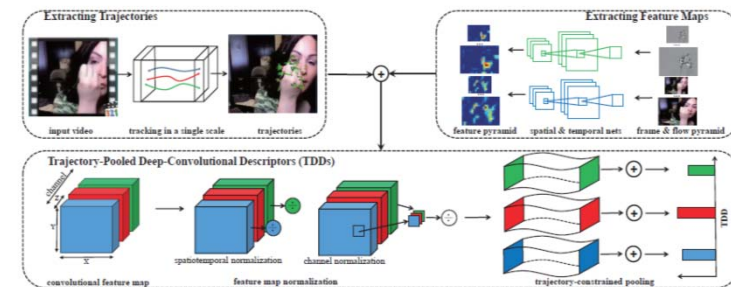 Extracting Trajectories
input video
tracking in a single scale
trajectories
Extracting Feature Maps
feature pyramid
spatial & temporal nets
frame & flow pyramid
Trajectory-Pooled Deep-Convolutional Descriptors (TDDs)
channel
Y
X
convolutional feature map
spatiotemporal normalization
channel normalization
feature map normalization
trajectory-constrained pooling
TDD